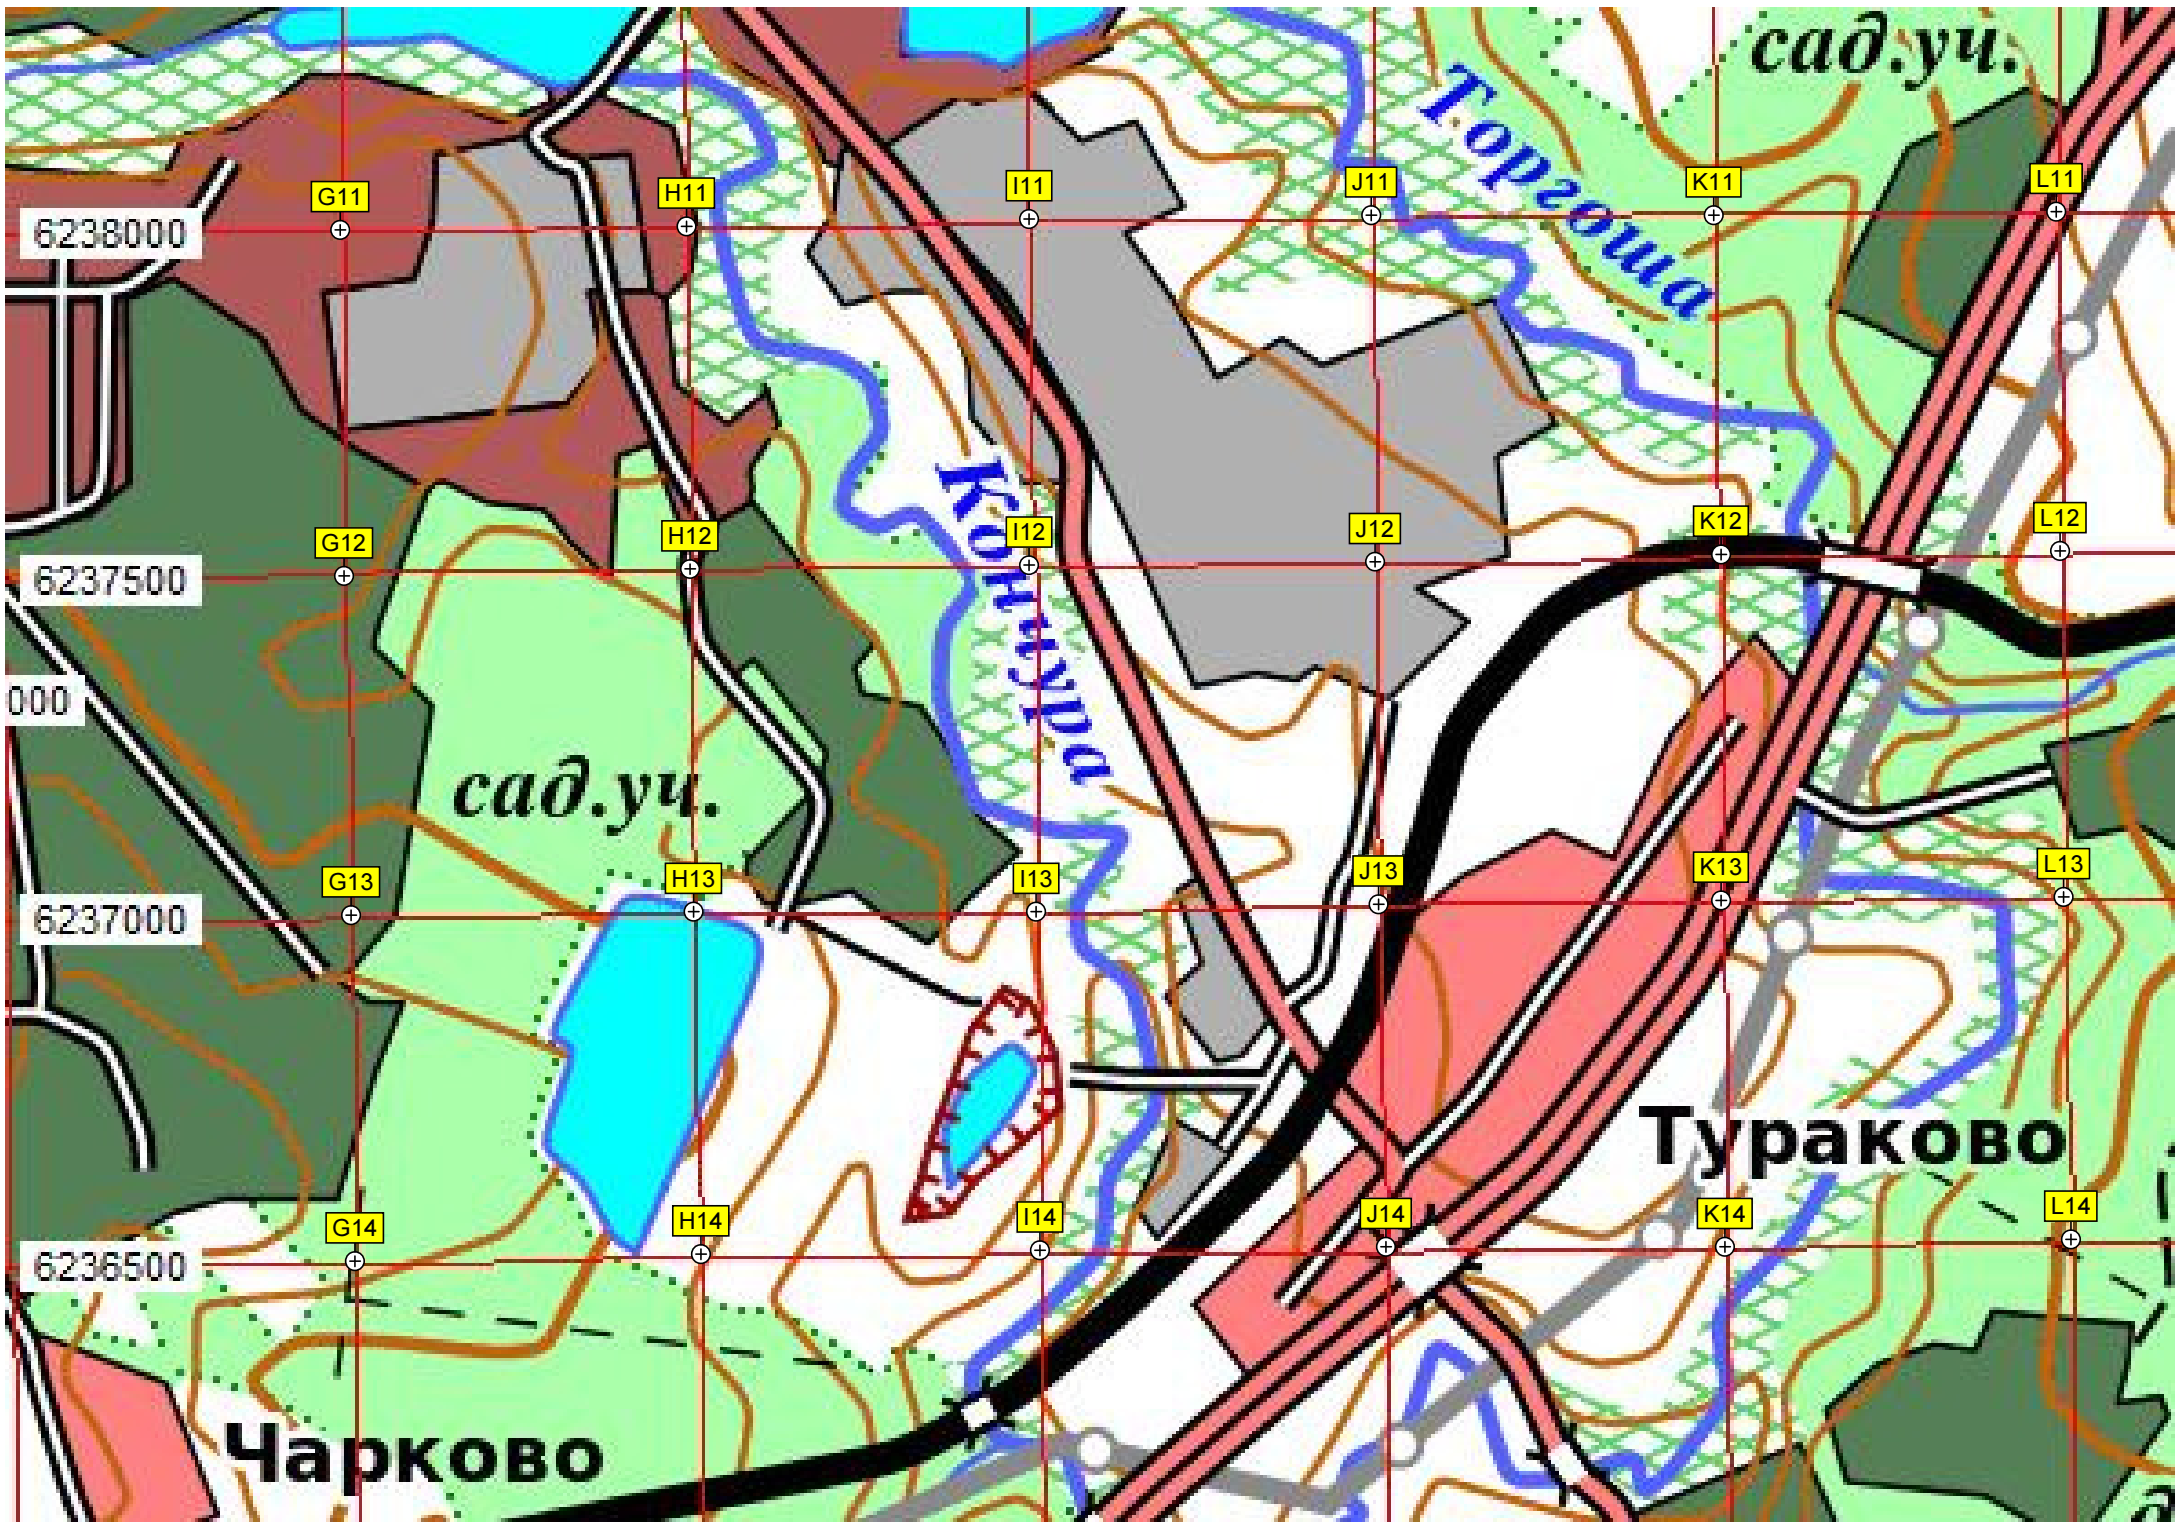 сад.уч.
Торгоша
G11
H11
I11
J11
K11
L11
6238000
Кончура
G12
H12
I12
J12
K12
L12
6237500
000
сад.уч.
G13
H13
I13
J13
K13
L13
6237000
Тураково
G14
H14
I14
J14
K14
L14
6236500
Чарково